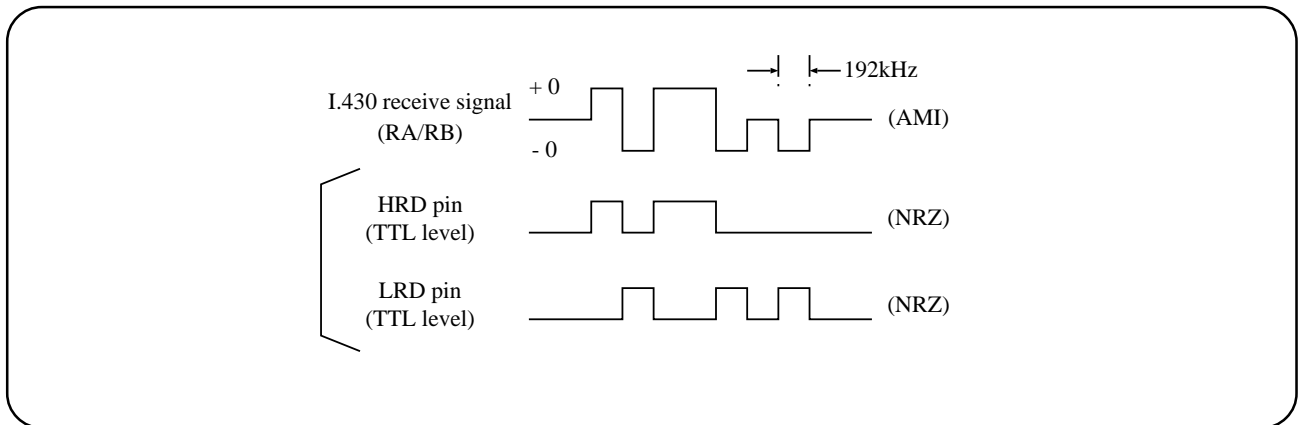 192kHz
+ 0
I.430 receive signal
(RA/RB)
(AMI)
- 0
HRD pin
(TTL level)
(NRZ)
LRD pin
(TTL level)
(NRZ)